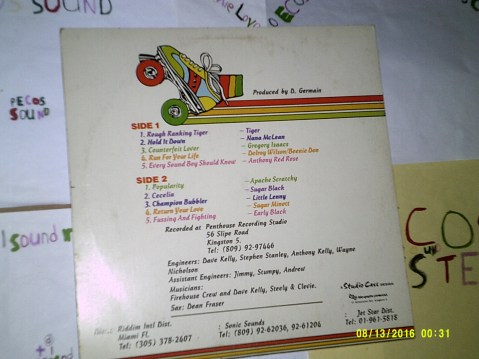 OS SOUND
PECOS
SOUND
Produced by D. Germain
SIDE 1
1. Rough Ranking Tiger – Tiger
2. Hold It Down – Nana McLean
3. Counterfeit Lover – Gregory Isaacs
4. Run For Your Life – Delroy Wilson/Bonnie Don
5. Every Sound Boy Should Know – Anthony Red Rose
SIDE 2
1. Popularity – Apache Scratchy
2. Cecelia – Sugar Black
3. Champion Bubbler – Little Lenny
4. Return Your Love – Sugar Minott
5. Fussing And Fighting – Early Black
Recorded at Penthouse Recording Studio
56 Slipe Road
Kingston 5.
Tel: (809) 92-97646
Engineers: Dave Kelly, Stephen Stanley, Anthony Kelly, Wayne
Nicholson
Assistant Engineers: Jimmy, Stumpy, Andrew
Musicians:
Firehouse Crew and Dave Kelly, Steely & Clevie.
Sax: Dean Fraser
: Riddim Intl Dist.
Miami Fl.
Tel: (305) 378-2607
: Sonic Sounds
Tel: (809) 92-62036, 92-61206
: Jet Star Dist.
Tel: 01-961-5818
sound
COS
STE
08/13/2016 00:31